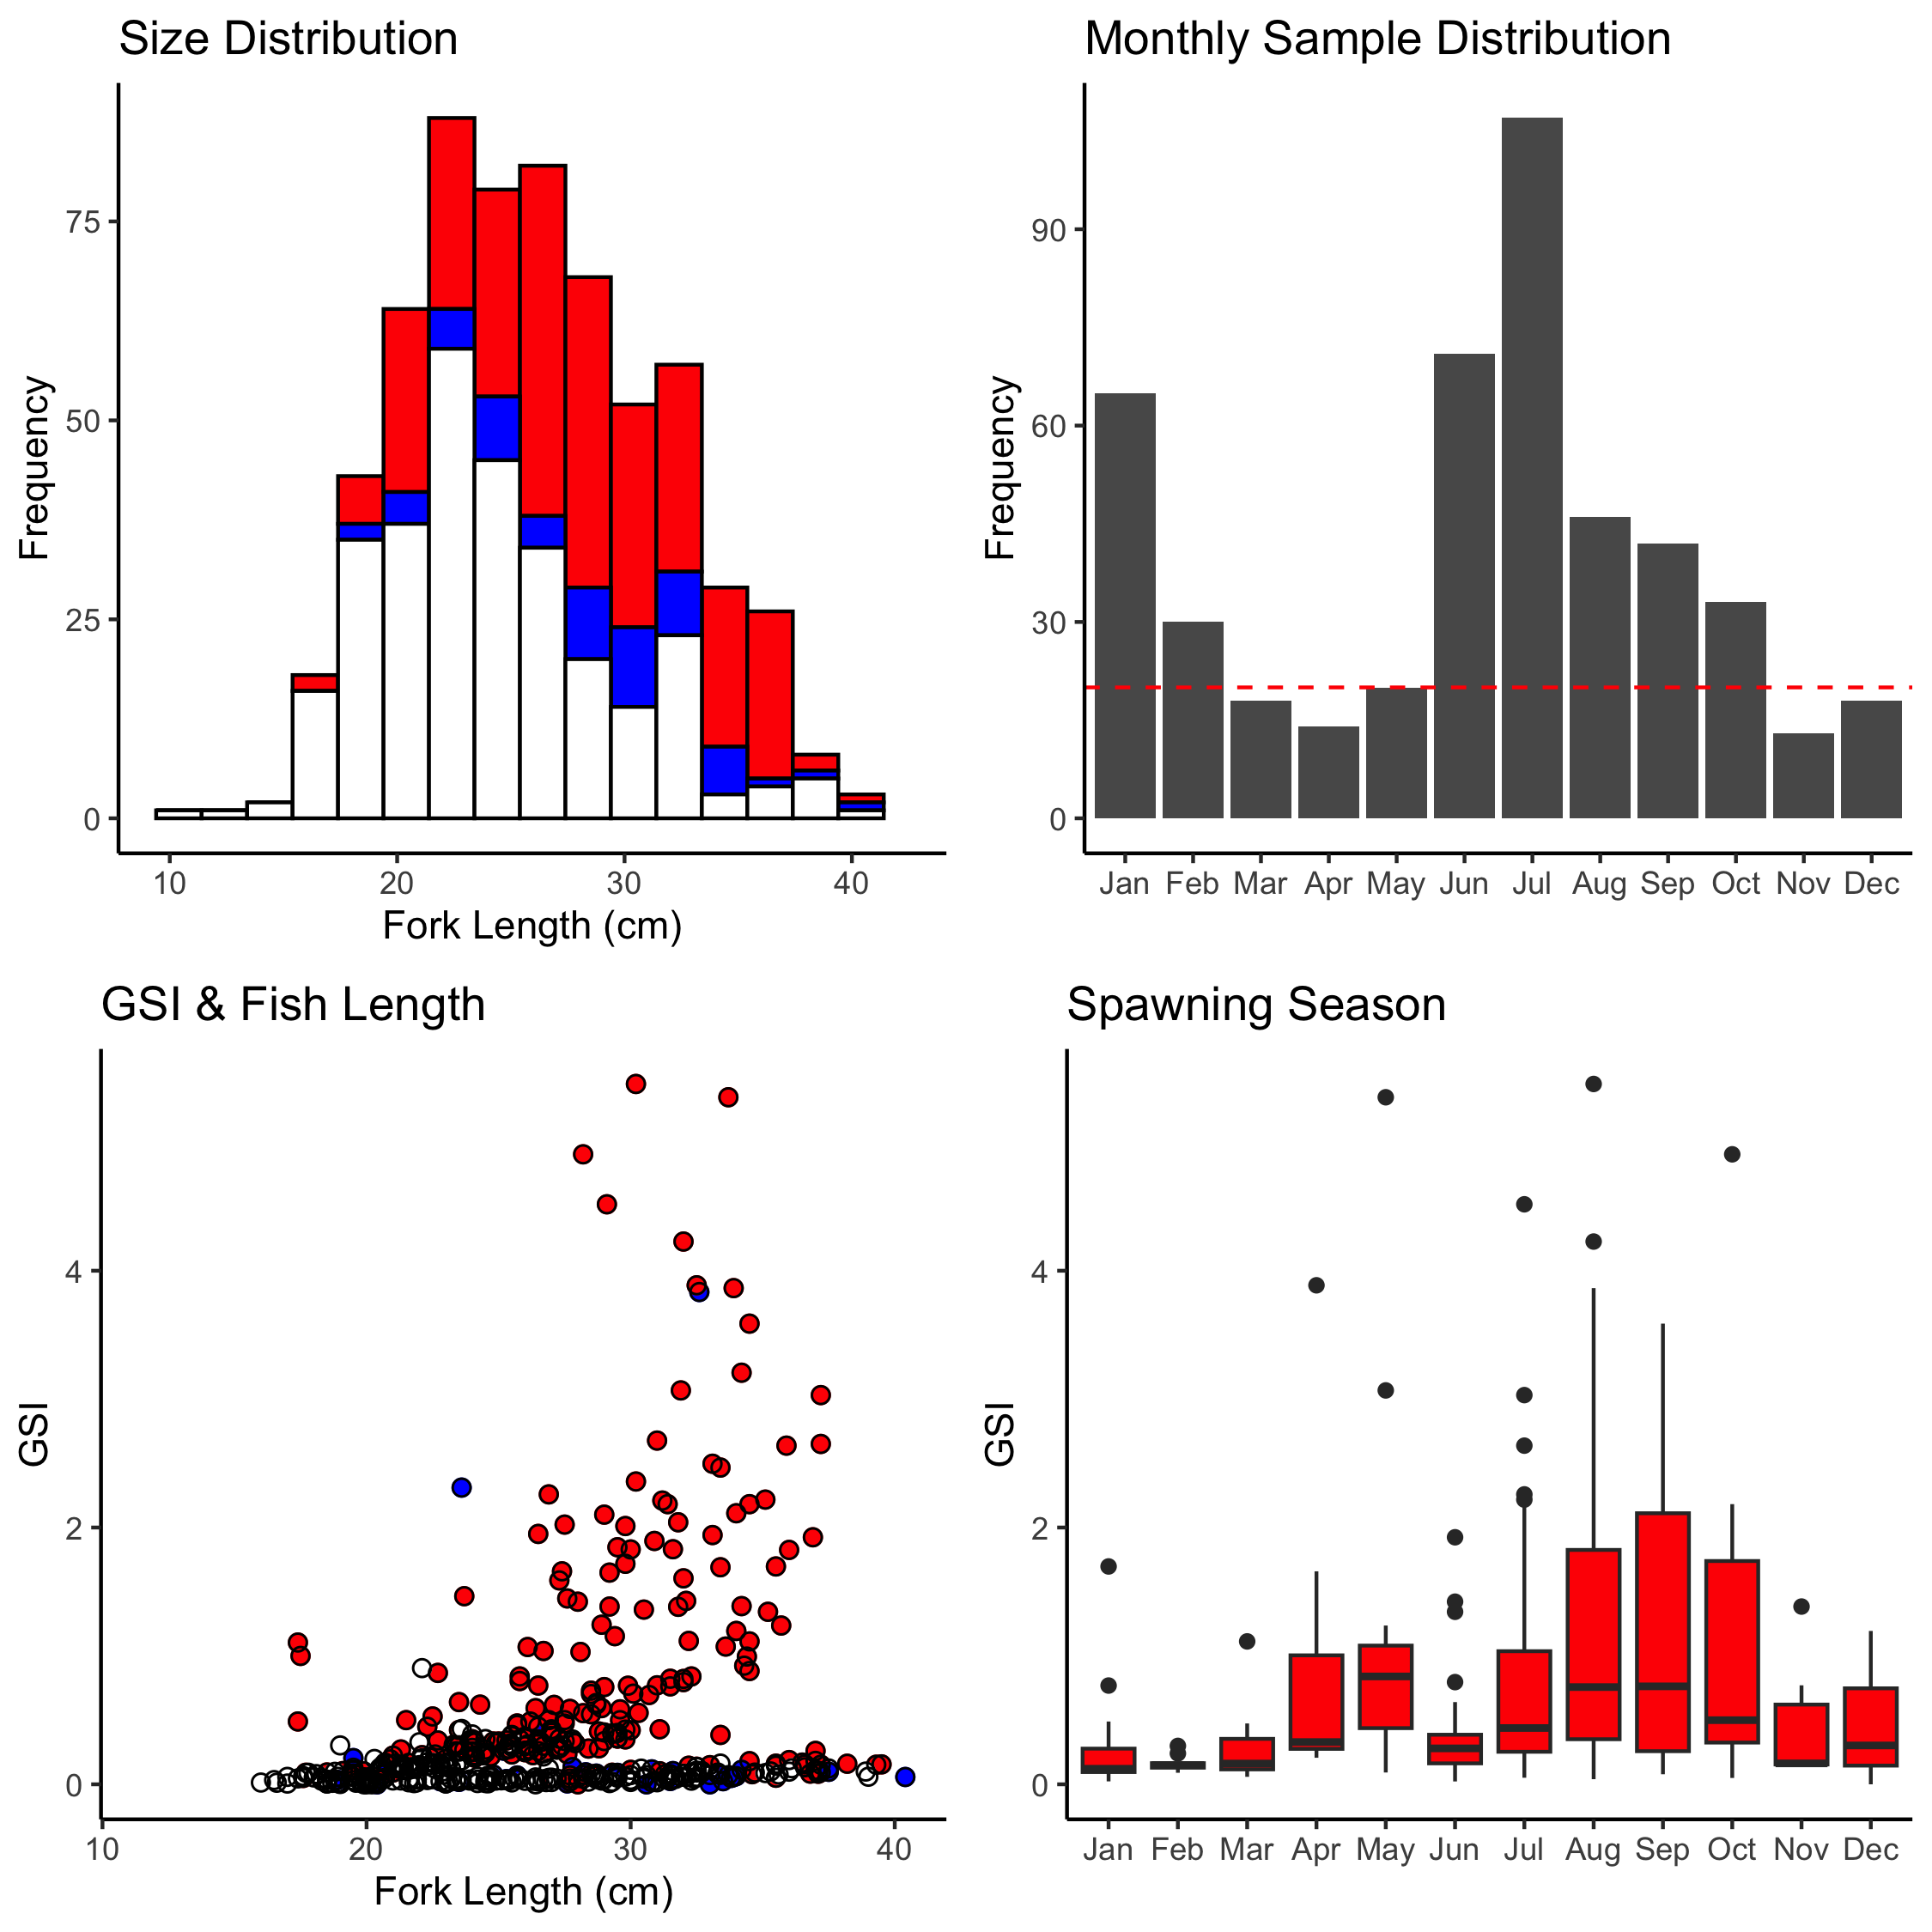 Size Distribution
Frequency
75
50
25
0
10 20 30 40
Fork Length (cm)
Monthly Sample Distribution
Frequency
90
60
30
0
Jan Feb Mar Apr May Jun Jul Aug Sep Oct Nov Dec
GSI & Fish Length
GSI
4
2
0
10 20 30 40
Fork Length (cm)
Spawning Season
GSI
4
2
0
Jan Feb Mar Apr May Jun Jul Aug Sep Oct Nov Dec